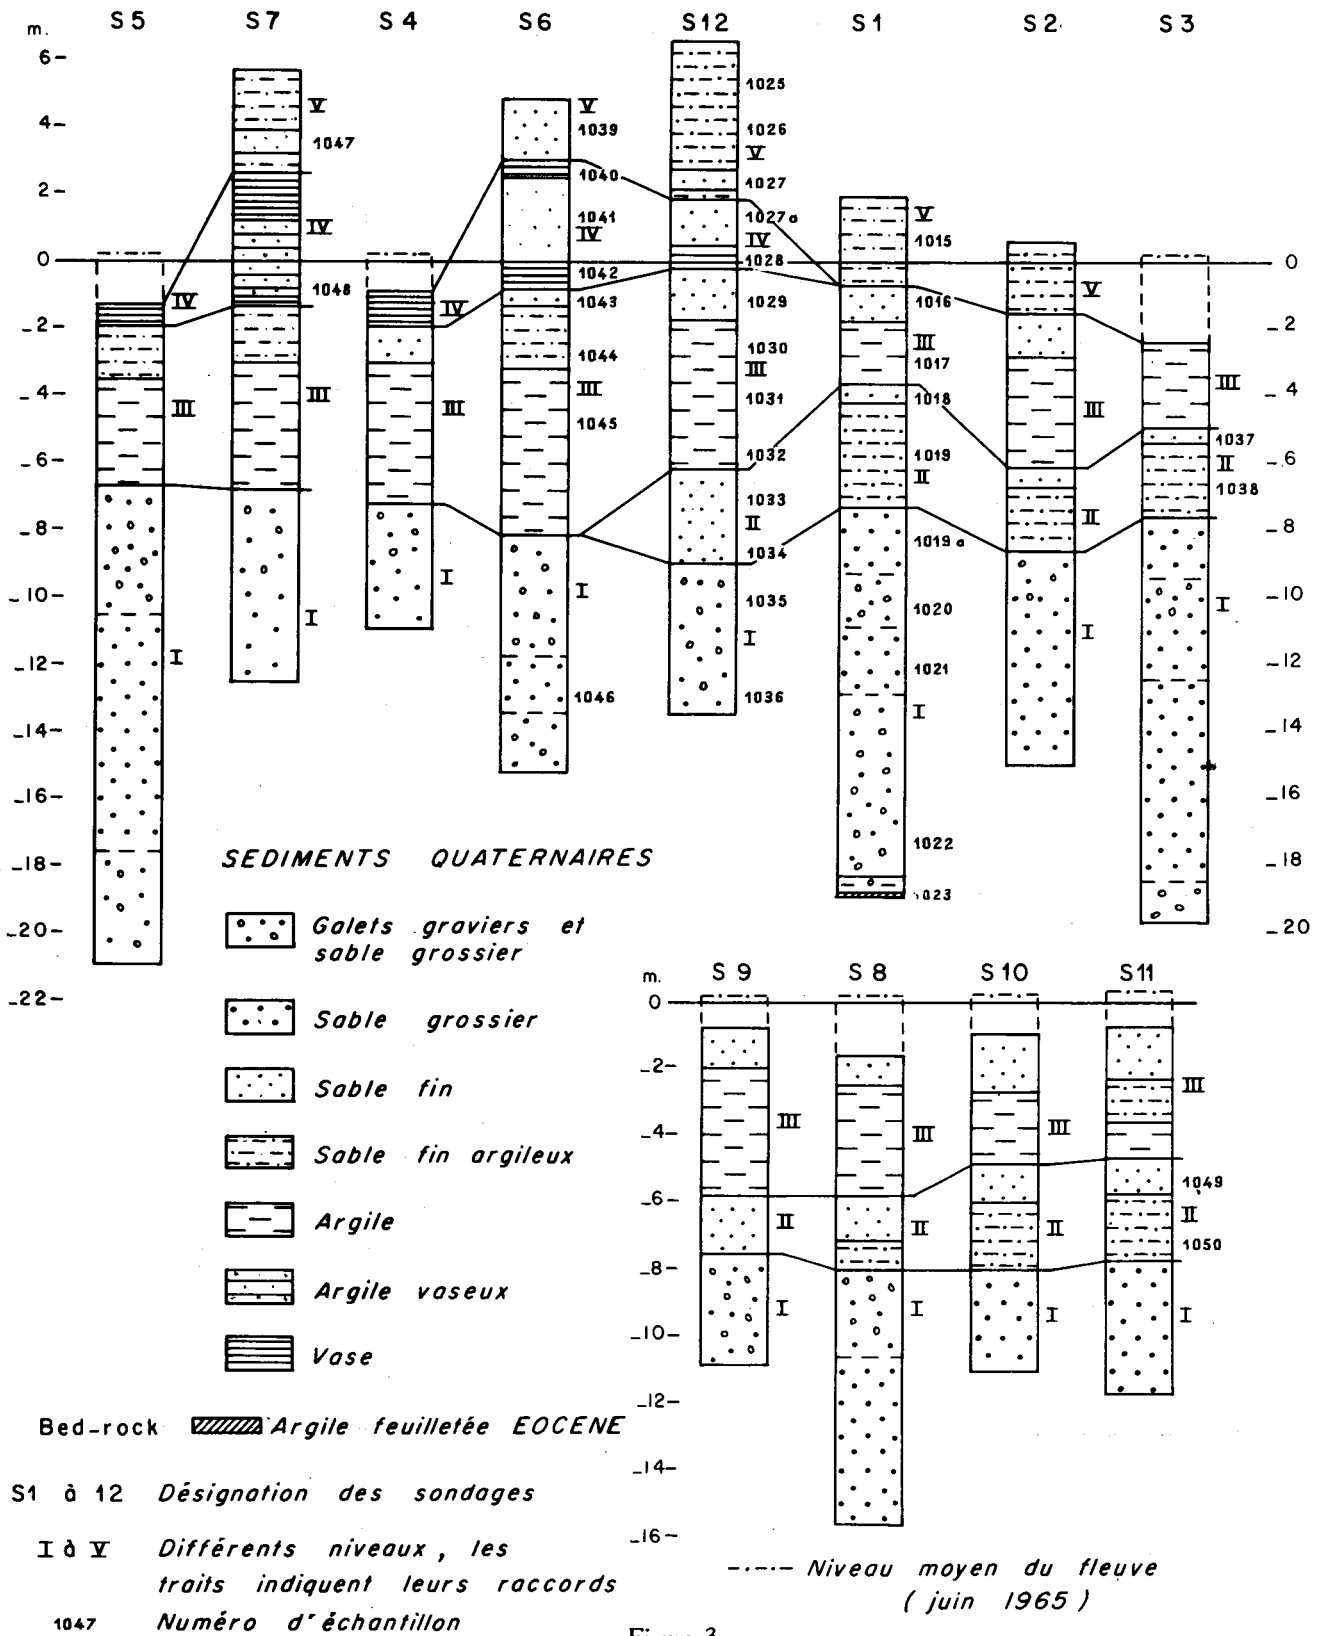 m. S5 S7 S4 S6 S12 S1 S2 S3
6-
4-
2-
0
-2-
-4-
-6-
-8-
-10-
-12-
-14-
-16-
-18-
-20-
-22-
IV
III
I
V
1047
IV
1048
III
I
IV
III
I
V
1039
1040
1041
IV
1042
1043
1044
III
1045
I
1046
1025
1026
V
1027
1027a
IV
1028
1029
1030
III
1031
1032
1033
II
1034
1035
I
1036
V
1015
1016
III
1017
1018
1019
II
1019a
1020
1021
I
1022
1023
V
III
II
I
III
1037
II
1038
I
0
-2
-4
-6
-8
-10
-12
-14
-16
-18
-20
SEDIMENTS QUATERNAIRES
Galets graviers et
sable grossier
Sable grossier
Sable fin
Sable fin argileux
Argile
Argile vaseux
Vase
Bed-rock Argile feuilletée EOCENE
S1 à 12 Désignation des sondages
I à V Différents niveaux, les
traits indiquent leurs raccords
1047 Numéro d'échantillon
m. S9 S8 S10 S11
0
-2-
-4-
-6-
-8-
-10-
-12-
-14-
-16-
III
II
I
III
II
I
III
II
I
III
1049
II
1050
I
Niveau moyen du fleuve
(juin 1965)
Figure 3